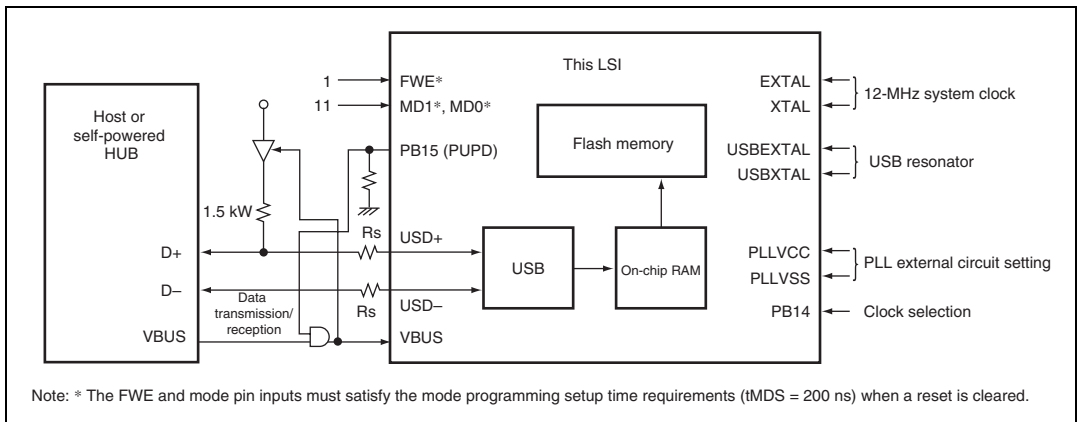 This LSI
1
FWE*
11
MD1*, MD0*
PB15 (PUPD)
Host or
self-powered
HUB
1.5 kW
Rs
USD+
D+
D–
Data
transmission/
reception
Rs
USD–
VBUS
VBUS
Flash memory
USB
On-chip RAM
EXTAL
XTAL
12-MHz system clock
USBEXTAL
USBXTAL
USB resonator
PLLVCC
PLLVSS
PLL external circuit setting
PB14
Clock selection
Note: * The FWE and mode pin inputs must satisfy the mode programming setup time requirements (tMDS = 200 ns) when a reset is cleared.